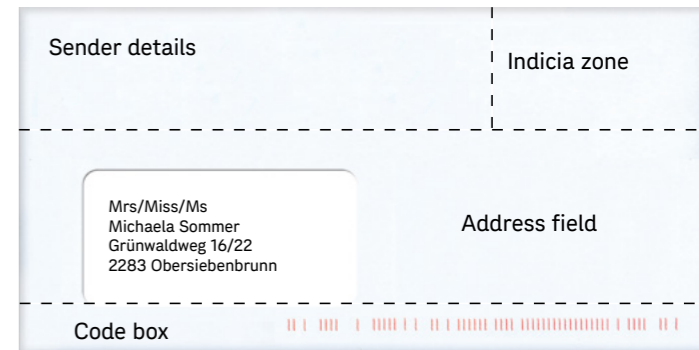 Sender details
Indicia zone
Mrs/Miss/Ms
Michaela Sommer
Grünwaldweg 16/22
2283 Obersiebenbrunn
Address field
Code box